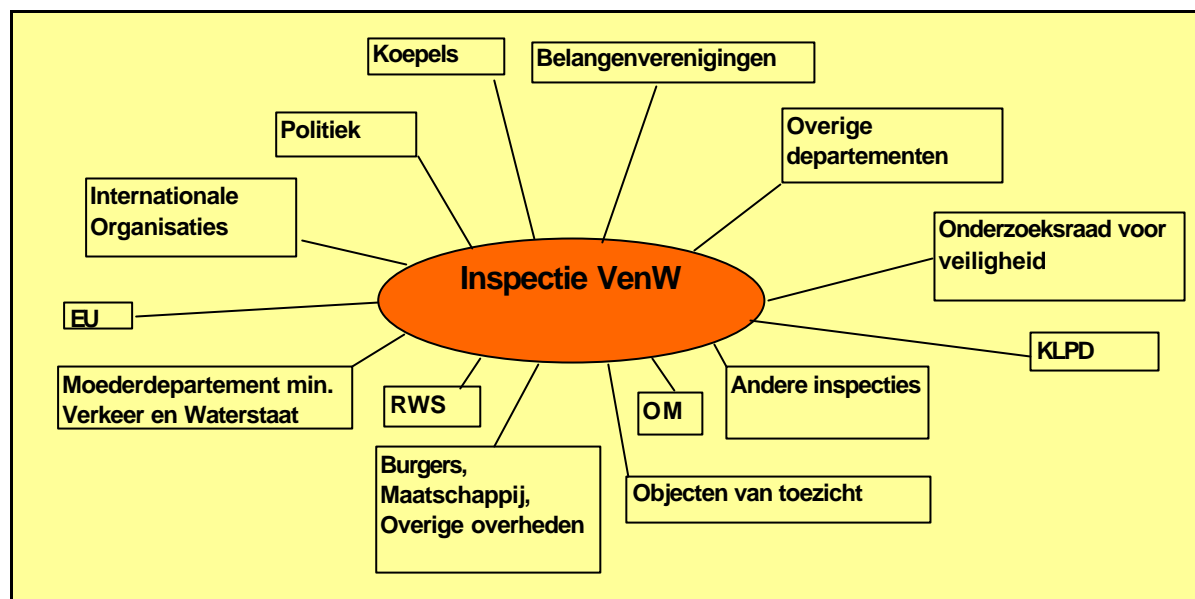 Koepels
Belangenverenigingen
Politiek
Overige
departementen
Internationale
Organisaties
Onderzoeksraad voor
veiligheid
Inspectie VenW
EU
KLPD
Moederdepartement min.
Verkeer en Waterstaat
RWS
OM
Andere inspecties
Burgers,
Maatschappij,
Overige overheden
Objecten van toezicht